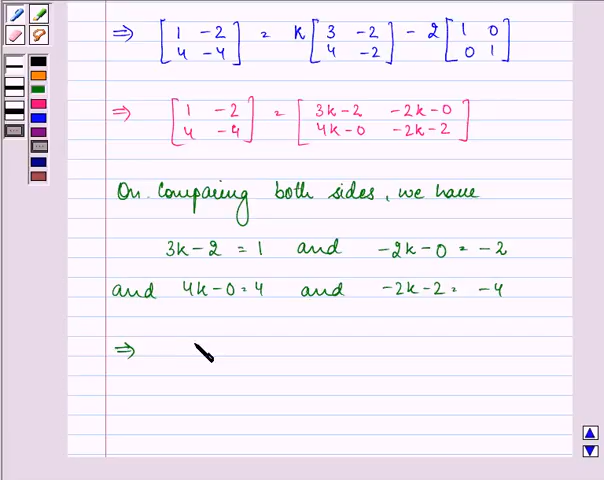 ⇒ [1 -2 = k [3 -2 - 2 [1 0
4 -4] 4 -2] 0 1]
⇒ [1 -2 = [3k-2 -2k-0
4 -4] 4k-0 -2k-2]
On Comparing both sides, we have
3k-2 = 1 and -2k-0 = -2
and 4k-0=4 and -2k-2= -4
⇒